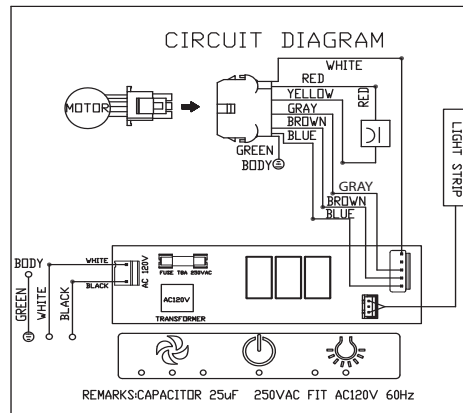 CIRCUIT DIAGRAM
WHITE
RED
YELLOW
GRAY
BROWN
BLUE
MOTOR
RED
GREEN
BODY
LIGHT STRIP
GRAY
BROWN
BLUE
BODY
WHITE
BLACK
AC 120V
FUSE T8A 250VAC
AC120V
TRANSFORMER
GREEN
WHITE
BLACK
REMARKS:CAPACITOR 25uF 250VAC FIT AC120V 60Hz